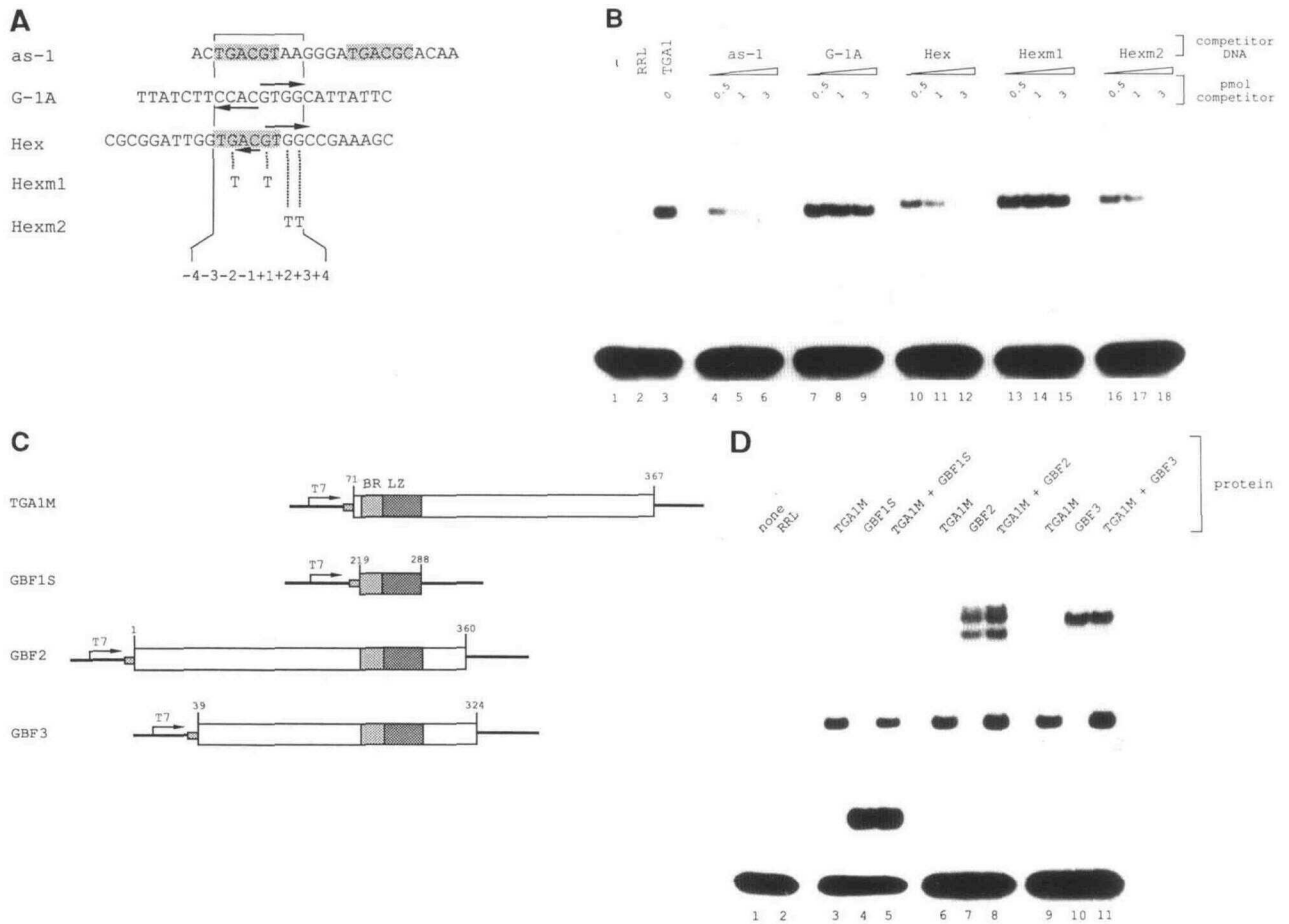 A
as-1 ACTGACGTAAGGGATGACGCACAA
G-1A TTATCTTCCACGTGGCATTATTC
Hex CGCGGATTGGTGACGTGGCCGAAAGC
Hexm1 T T
Hexm2 TT
-4-3-2-1+1+2+3+4
B
- RRL TGA1 as-1 G-1A Hex Hexm1 Hexm2 competitor DNA
0 0.5 1 3 0.5 1 3 0.5 1 3 0.5 1 3 0.5 1 3 pmol competitor
1 2 3 4 5 6 7 8 9 10 11 12 13 14 15 16 17 18
C
TGA1M T7 71 BR LZ 367
GBF1S T7 219 288
GBF2 T7 1 360
GBF3 T7 39 324
D
none RRL TGA1M GBF1S TGA1M + GBF1S TGA1M GBF2 TGA1M + GBF2 TGA1M GBF3 TGA1M + GBF3 protein
1 2 3 4 5 6 7 8 9 10 11